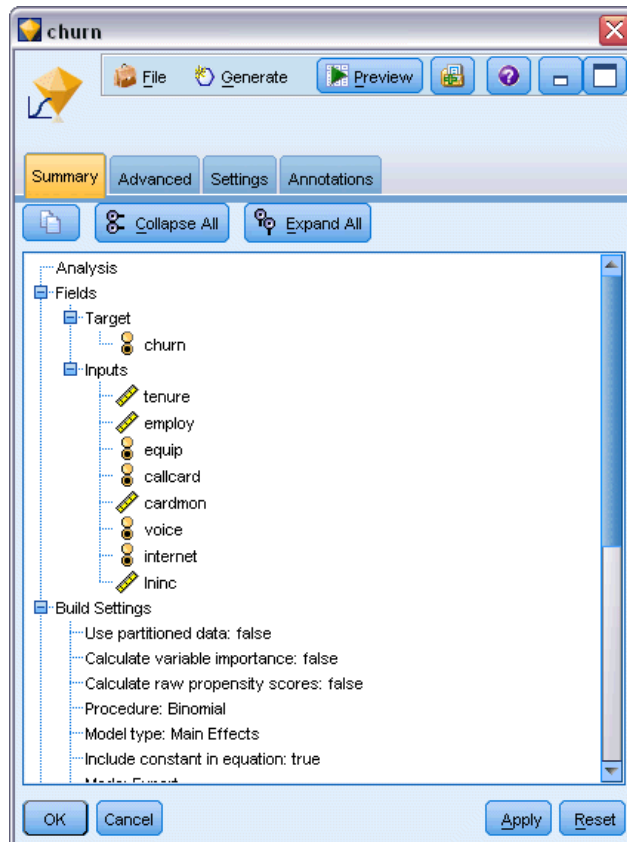 churn
File Generate Preview
Summary Advanced Settings Annotations
Collapse All Expand All
Analysis
Fields
Target
churn
Inputs
tenure
employ
equip
callcard
cardmon
voice
internet
lninc
Build Settings
Use partitioned data: false
Calculate variable importance: false
Calculate raw propensity scores: false
Procedure: Binomial
Model type: Main Effects
Include constant in equation: true
Mode: Expert
OK Cancel Apply Reset